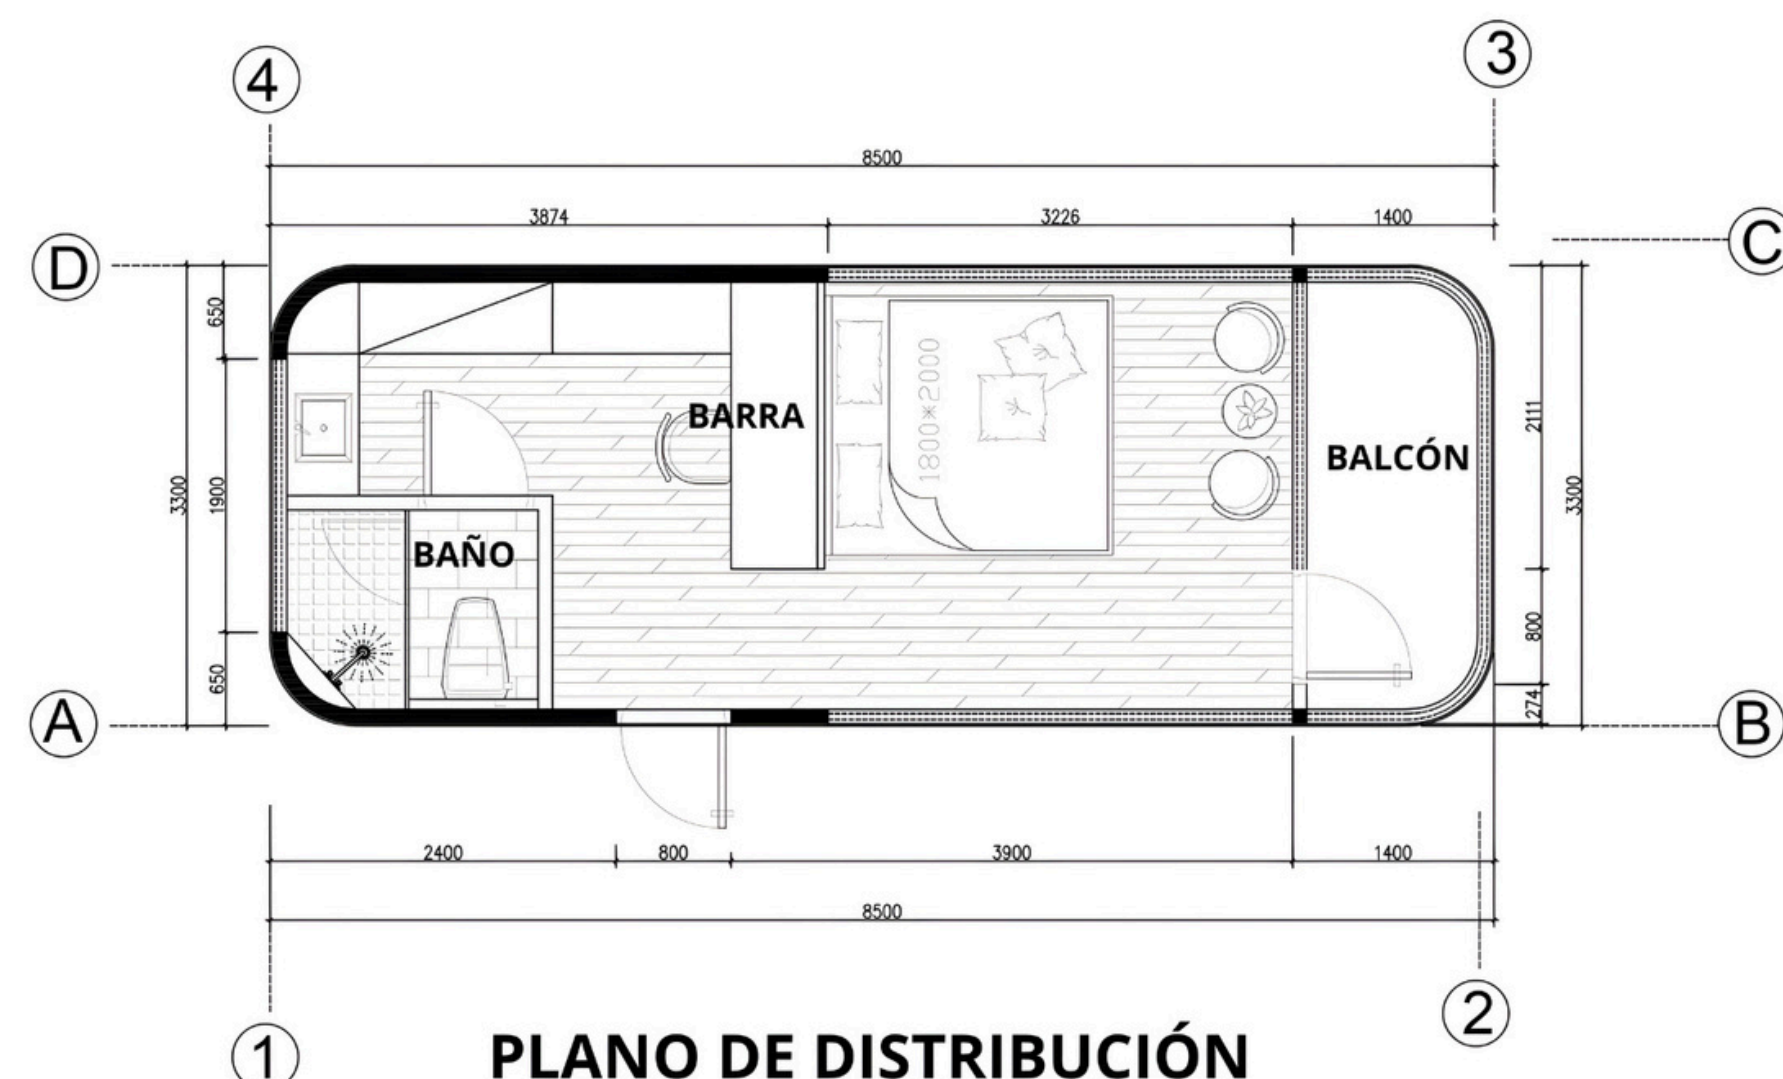 3
4
8500
3874
3226
1400
C
D
650
1800*2000
BARRA
2111
BALCÓN
3300
1900
3300
BAÑO
800
650
274
A
B
2400
800
3900
1400
8500
2
1
PLANO DE DISTRIBUCIÓN